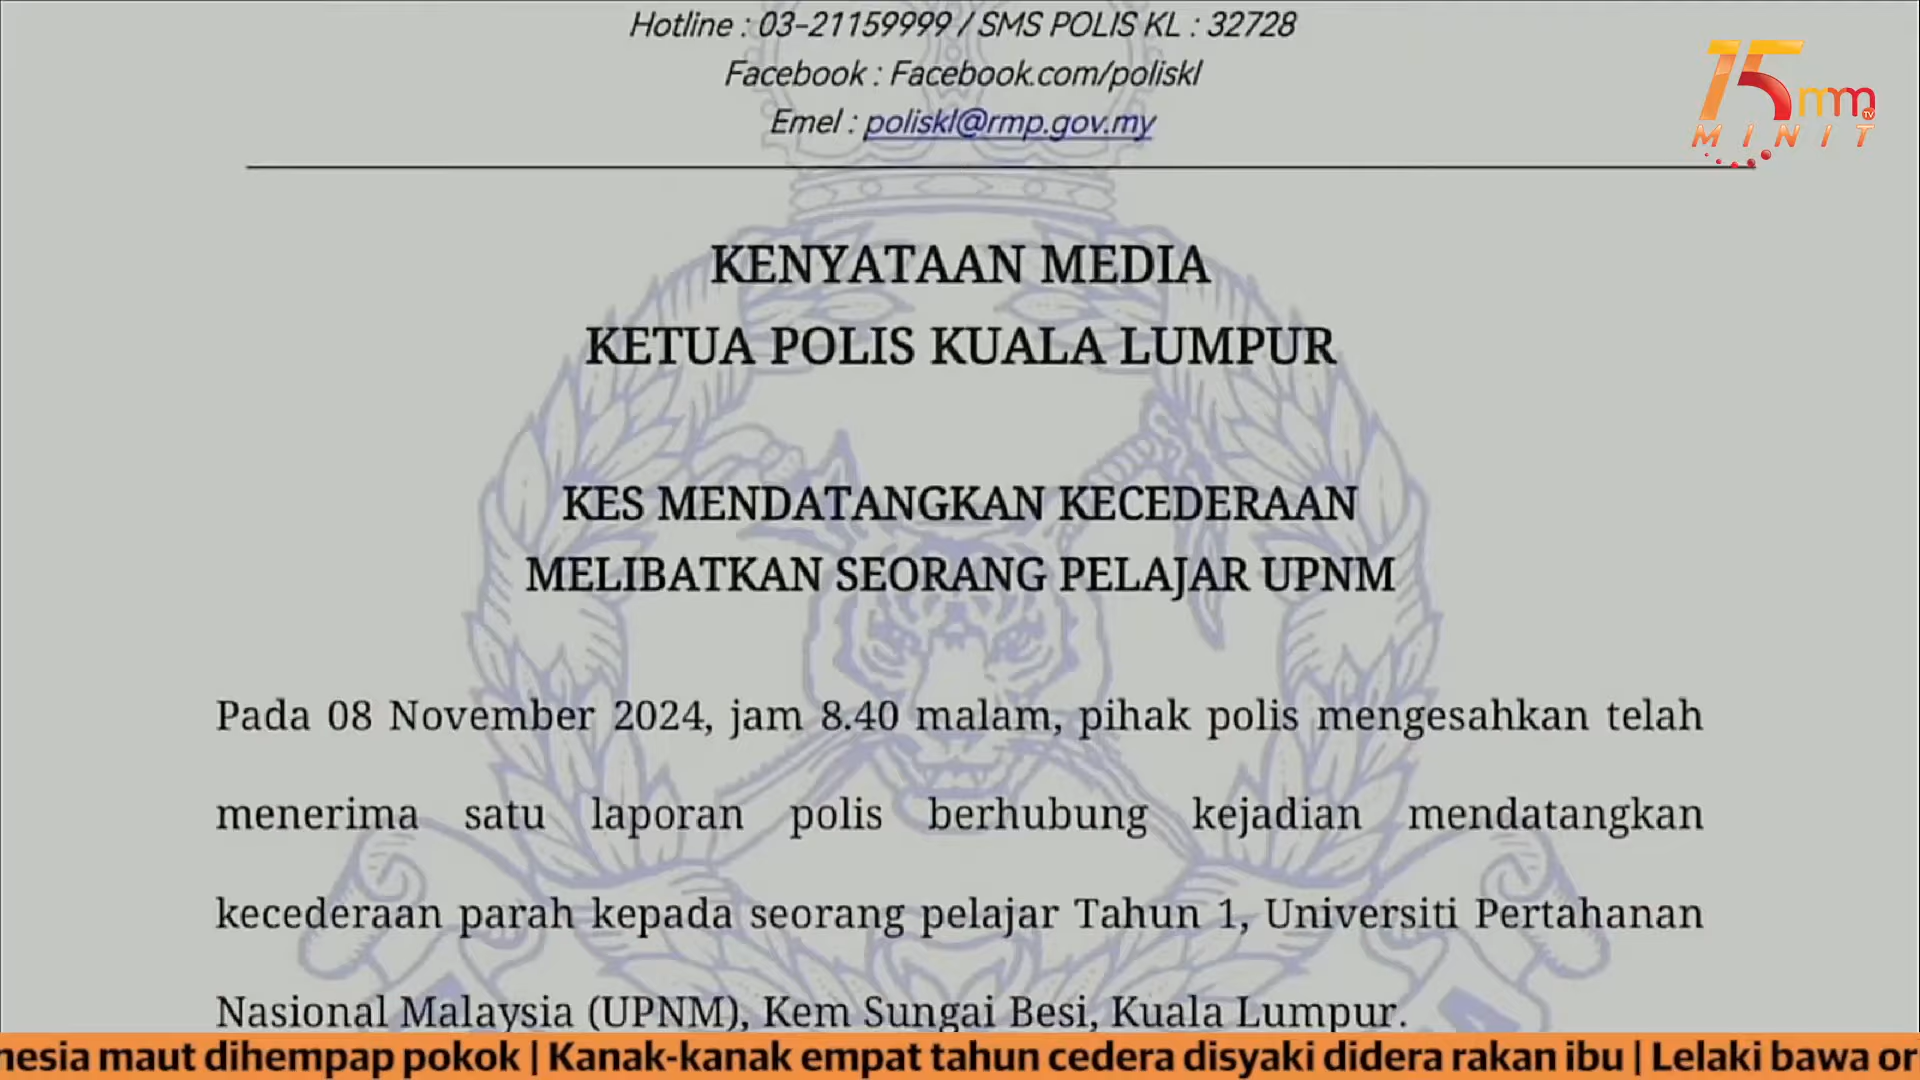 Hotline : 03-21159999 / SMS POLIS KL : 32728
Facebook : Facebook.com/poliskl
Emel : poliskl@rmp.gov.my
15 mm TV
MINIT
KENYATAAN MEDIA
KETUA POLIS KUALA LUMPUR
KES MENDATANGKAN KECEDERAAN
MELIBATKAN SEORANG PELAJAR UPNM
Pada 08 November 2024, jam 8.40 malam, pihak polis mengesahkan telah
menerima satu laporan polis berhubung kejadian mendatangkan
kecederaan parah kepada seorang pelajar Tahun 1, Universiti Pertahanan
Nasional Malaysia (UPNM), Kem Sungai Besi, Kuala Lumpur.
nesia maut dihempap pokok | Kanak-kanak empat tahun cedera disyaki didera rakan ibu | Lelaki bawa or